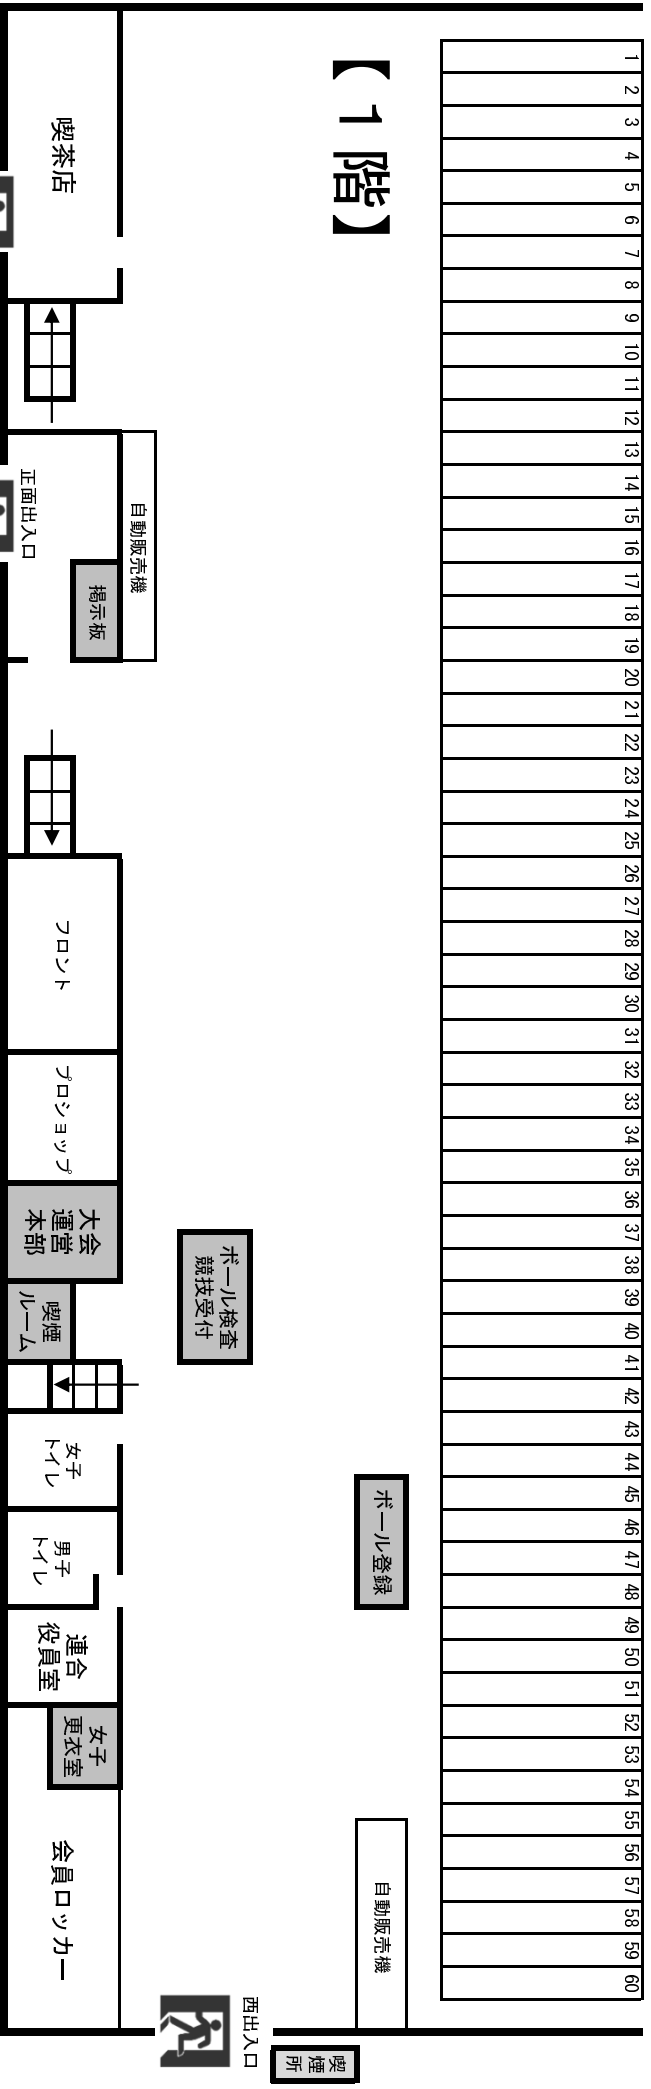 【1階】
1
2
3
4
5
6
7
8
9
10
11
12
13
14
15
16
17
18
19
20
21
22
23
24
25
26
27
28
29
30
31
32
33
34
35
36
37
38
39
40
41
42
43
44
45
46
47
48
49
50
51
52
53
54
55
56
57
58
59
60
喫茶店
正面出入口
自動販売機
掲示板
フロント
プロショップ
大会
運営
本部
喫煙
ルーム
ボール検査
競技受付
女子
トイレ
ボール登録
男子
トイレ
連合
役員室
女子
更衣室
会員ロッカー
自動販売機
西出入口
喫煙
所